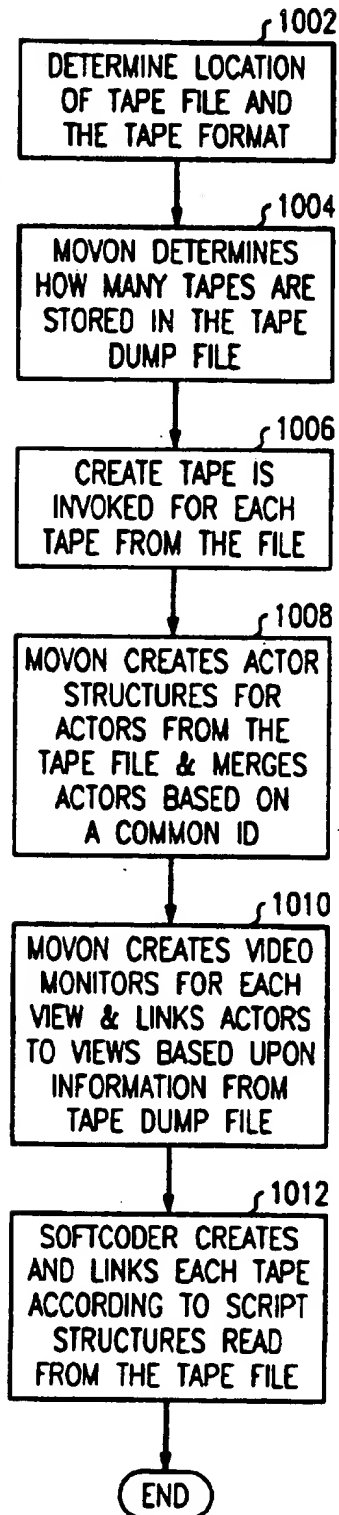 1002
DETERMINE LOCATION
OF TAPE FILE AND
THE TAPE FORMAT
1004
MOVON DETERMINES
HOW MANY TAPES ARE
STORED IN THE TAPE
DUMP FILE
1006
CREATE TAPE IS
INVOKED FOR EACH
TAPE FROM THE FILE
1008
MOVON CREATES ACTOR
STRUCTURES FOR
ACTORS FROM THE
TAPE FILE & MERGES
ACTORS BASED ON
A COMMON ID
1010
MOVON CREATES VIDEO
MONITORS FOR EACH
VIEW & LINKS ACTORS
TO VIEWS BASED UPON
INFORMATION FROM
TAPE DUMP FILE
1012
SOFTCODER CREATES
AND LINKS EACH TAPE
ACCORDING TO SCRIPT
STRUCTURES READ
FROM THE TAPE FILE
END